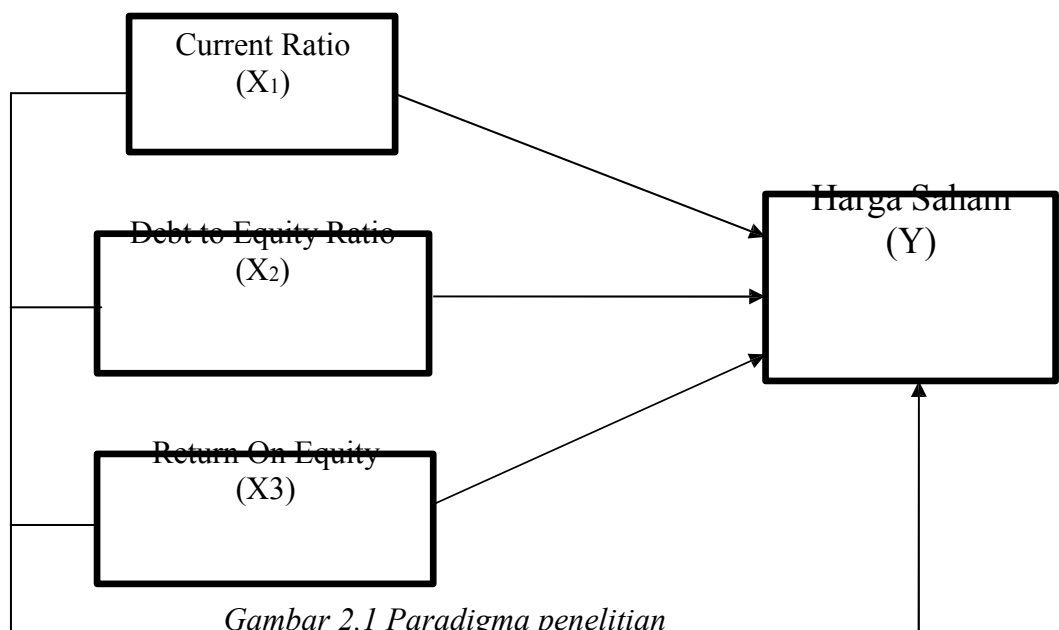 Current Ratio
(X₁)
Debt to Equity Ratio
(X₂)
Return On Equity
(X3)
Harga Saham
(Y)
Gambar 2.1 Paradigma penelitian